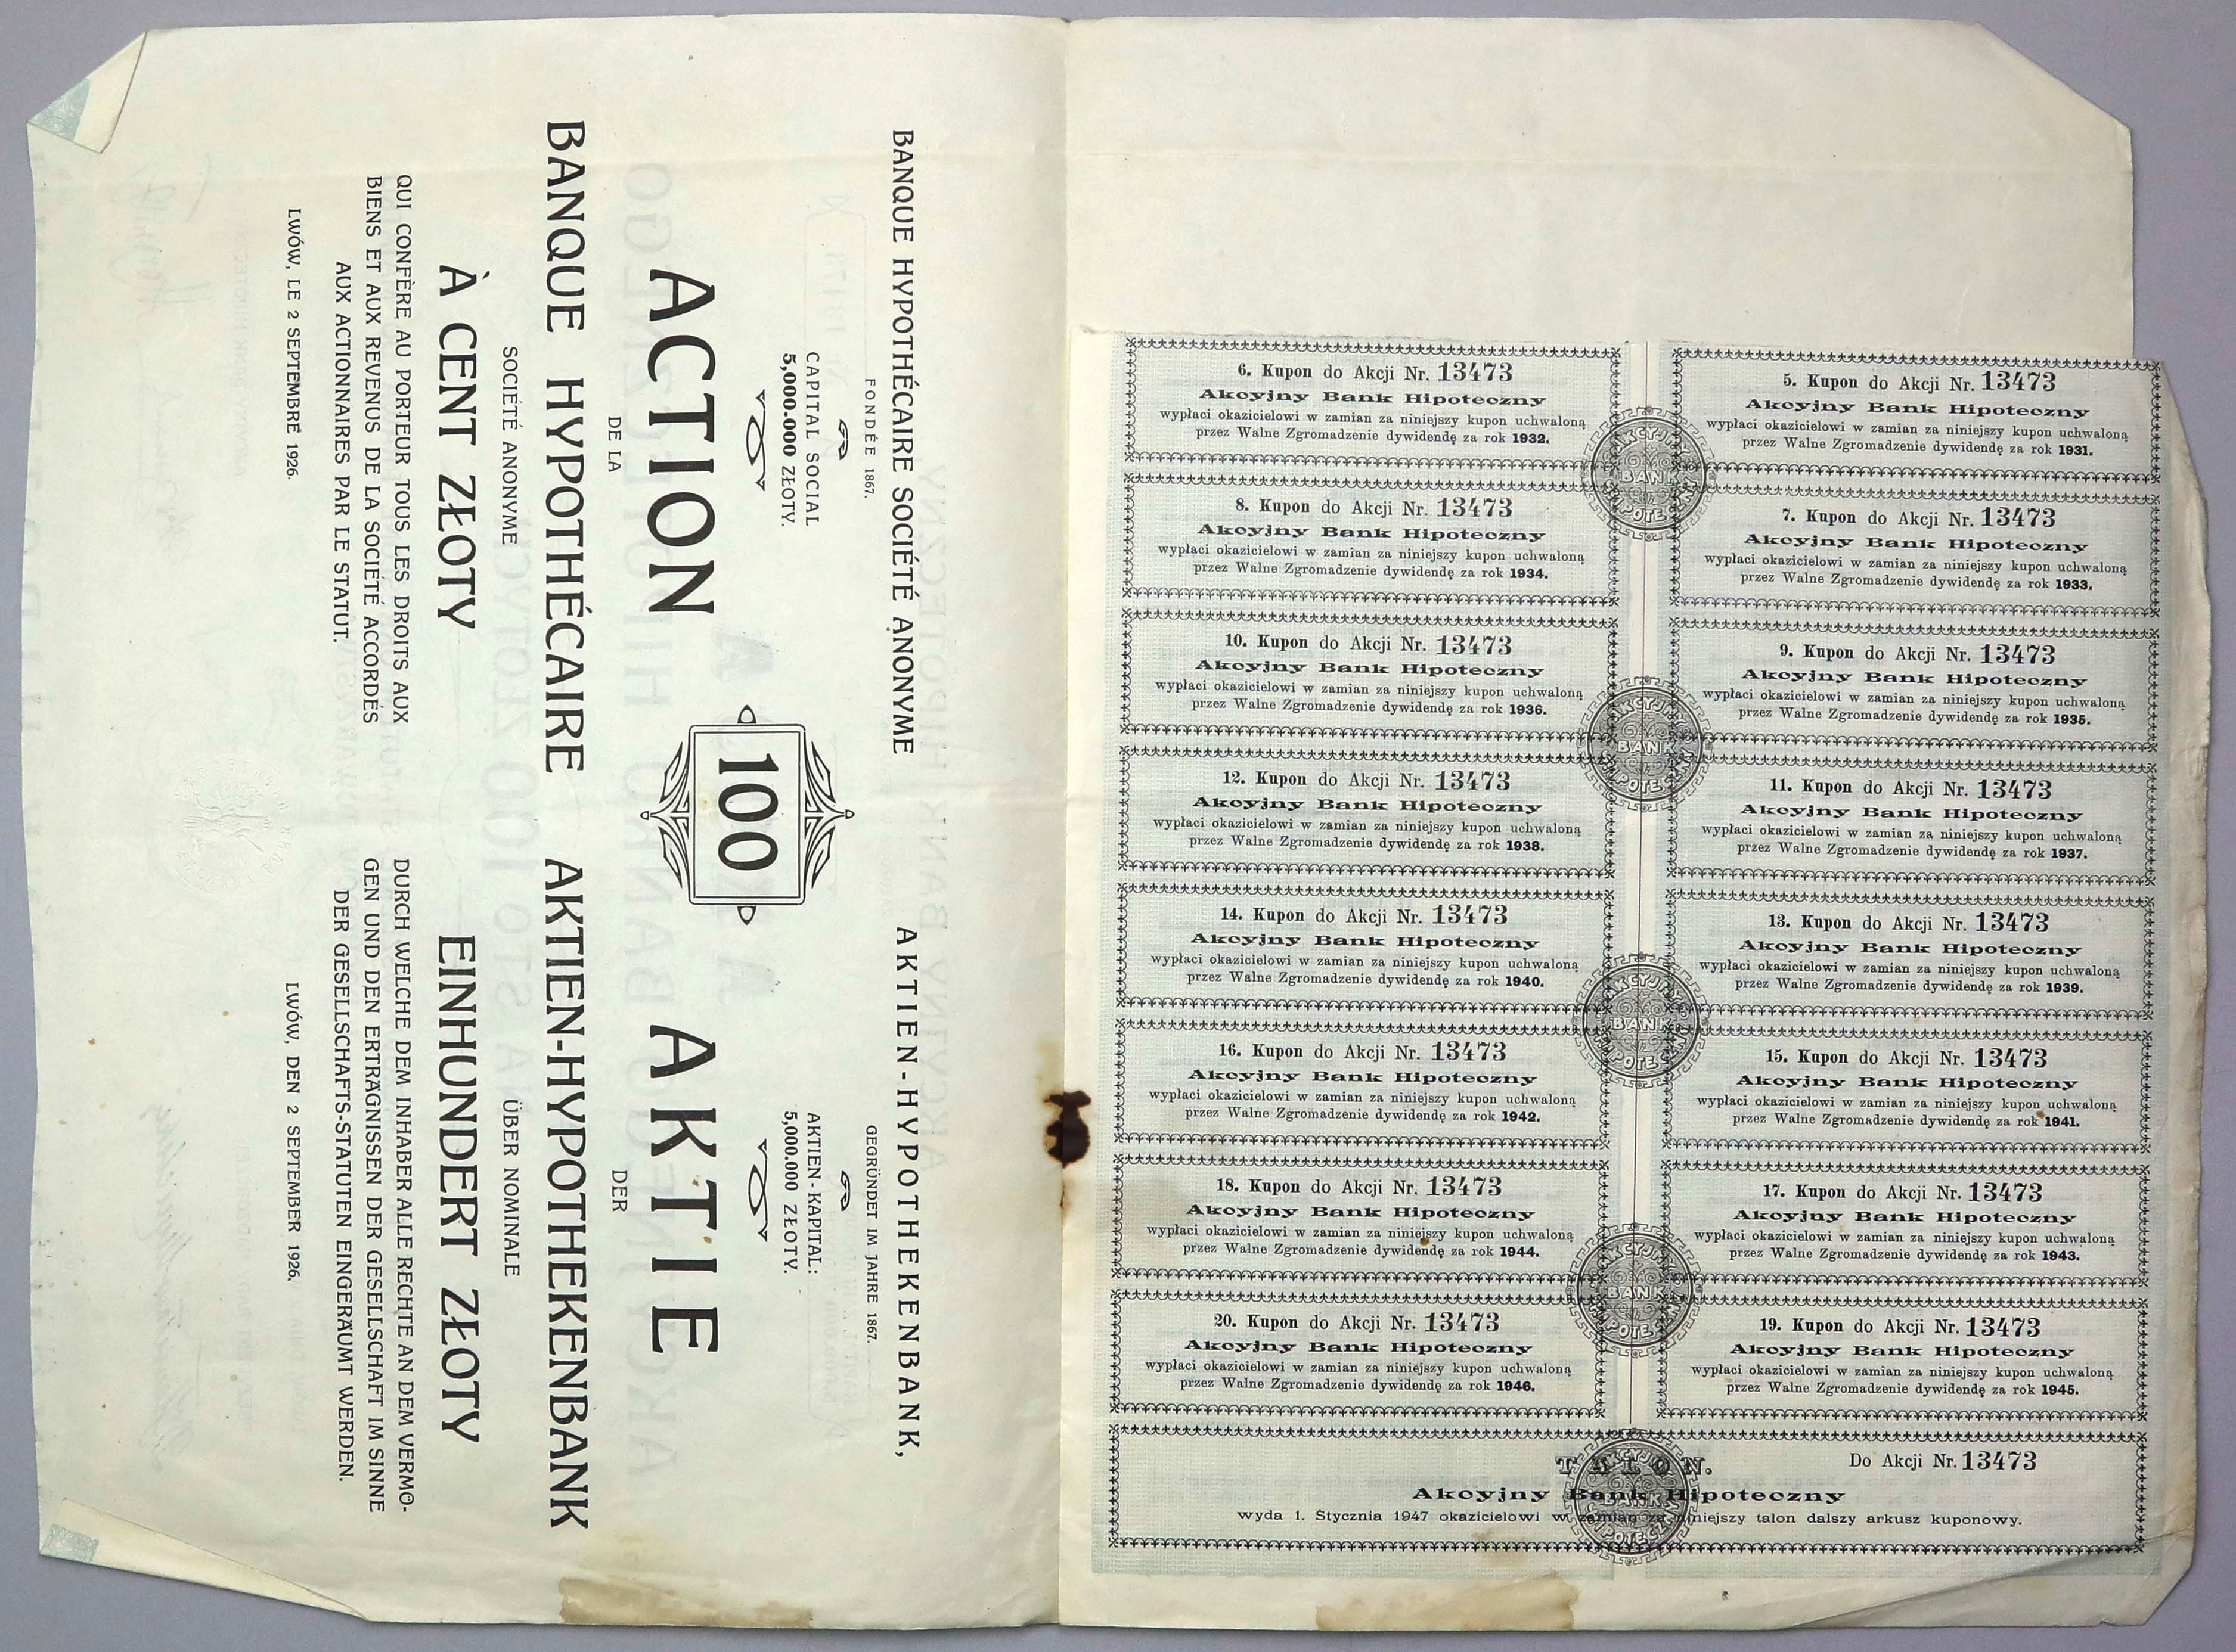 BANQUE HYPOTHÉCAIRE SOCIÉTÉ ANONYME
FONDÉE 1867.
CAPITAL SOCIAL
5,000.000 ZŁOTY.
ACTION
DE LA
BANQUE HYPOTHÉCAIRE
SOCIÉTÉ ANONYME
À CENT ZŁOTY
QUI CONFÈRE AU PORTEUR TOUS LES DROITS AUX
BIENS ET AUX REVENUS DE LA SOCIÉTÉ ACCORDÉS
AUX ACTIONNAIRES PAR LE STATUT.
LWÓW, LE 2 SEPTEMBRE 1926.
100
AKTIEN-HYPOTHEKENBANK,
GEGRÜNDET IM JAHRE 1867.
AKTIEN-KAPITAL:
5,000.000 ZŁOTY.
AKTIE
DER
AKTIEN-HYPOTHEKENBANK
ÜBER NOMINALE
EINHUNDERT ZŁOTY
DURCH WELCHE DEM INHABER ALLE RECHTE AN DEM VERMÖ-
GEN UND DEN ERTRÄGNISSEN DER GESELLSCHAFT IM SINNE
DER GESELLSCHAFTS-STATUTEN EINGERÄUMT WERDEN.
LWÓW, DEN 2 SEPTEMBER 1926.
6. Kupon do Akcji Nr. 13473
Akcyjny Bank Hipoteczny
wypłaci okazicielowi w zamian za niniejszy kupon uchwaloną
przez Walne Zgromadzenie dywidendę za rok 1932.
5. Kupon do Akcji Nr. 13473
Akcyjny Bank Hipoteczny
wypłaci okazicielowi w zamian za niniejszy kupon uchwaloną
przez Walne Zgromadzenie dywidendę za rok 1931.
AKCYJNY BANK HIPOTECZNY
8. Kupon do Akcji Nr. 13473
Akcyjny Bank Hipoteczny
wypłaci okazicielowi w zamian za niniejszy kupon uchwaloną
przez Walne Zgromadzenie dywidendę za rok 1934.
7. Kupon do Akcji Nr. 13473
Akcyjny Bank Hipoteczny
wypłaci okazicielowi w zamian za niniejszy kupon uchwaloną
przez Walne Zgromadzenie dywidendę za rok 1933.
10. Kupon do Akcji Nr. 13473
Akcyjny Bank Hipoteczny
wypłaci okazicielowi w zamian za niniejszy kupon uchwaloną
przez Walne Zgromadzenie dywidendę za rok 1936.
9. Kupon do Akcji Nr. 13473
Akcyjny Bank Hipoteczny
wypłaci okazicielowi w zamian za niniejszy kupon uchwaloną
przez Walne Zgromadzenie dywidendę za rok 1935.
AKCYJNY BANK HIPOTECZNY
12. Kupon do Akcji Nr. 13473
Akcyjny Bank Hipoteczny
wypłaci okazicielowi w zamian za niniejszy kupon uchwaloną
przez Walne Zgromadzenie dywidendę za rok 1938.
11. Kupon do Akcji Nr. 13473
Akcyjny Bank Hipoteczny
wypłaci okazicielowi w zamian za niniejszy kupon uchwaloną
przez Walne Zgromadzenie dywidendę za rok 1937.
14. Kupon do Akcji Nr. 13473
Akcyjny Bank Hipoteczny
wypłaci okazicielowi w zamian za niniejszy kupon uchwaloną
przez Walne Zgromadzenie dywidendę za rok 1940.
13. Kupon do Akcji Nr. 13473
Akcyjny Bank Hipoteczny
wypłaci okazicielowi w zamian za niniejszy kupon uchwaloną
przez Walne Zgromadzenie dywidendę za rok 1939.
AKCYJNY BANK HIPOTECZNY
16. Kupon do Akcji Nr. 13473
Akcyjny Bank Hipoteczny
wypłaci okazicielowi w zamian za niniejszy kupon uchwaloną
przez Walne Zgromadzenie dywidendę za rok 1942.
15. Kupon do Akcji Nr. 13473
Akcyjny Bank Hipoteczny
wypłaci okazicielowi w zamian za niniejszy kupon uchwaloną
przez Walne Zgromadzenie dywidendę za rok 1941.
18. Kupon do Akcji Nr. 13473
Akcyjny Bank Hipoteczny
wypłaci okazicielowi w zamian za niniejszy kupon uchwaloną
przez Walne Zgromadzenie dywidendę za rok 1944.
17. Kupon do Akcji Nr. 13473
Akcyjny Bank Hipoteczny
wypłaci okazicielowi w zamian za niniejszy kupon uchwaloną
przez Walne Zgromadzenie dywidendę za rok 1943.
AKCYJNY BANK HIPOTECZNY
20. Kupon do Akcji Nr. 13473
Akcyjny Bank Hipoteczny
wypłaci okazicielowi w zamian za niniejszy kupon uchwaloną
przez Walne Zgromadzenie dywidendę za rok 1946.
19. Kupon do Akcji Nr. 13473
Akcyjny Bank Hipoteczny
wypłaci okazicielowi w zamian za niniejszy kupon uchwaloną
przez Walne Zgromadzenie dywidendę za rok 1945.
TALON. Do Akcji Nr. 13473
Akcyjny Bank Hipoteczny
wyda 1. Stycznia 1947 okazicielowi w zamian za niniejszy talon dalszy arkusz kuponowy.
AKCYJNY BANK HIPOTECZNY